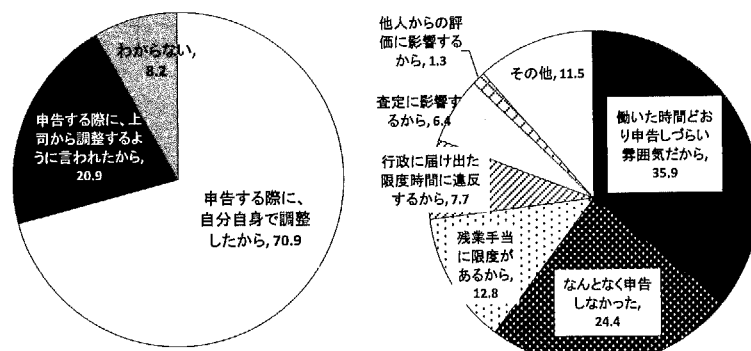 わからない,
8.2
申告する際に、上
司から調整するよ
うに言われたから,
20.9
申告する際に、
自分自身で調整
したから, 70.9
他人からの評
価に影響する
から, 1.3
その他, 11.5
査定に影響す
るから, 6.4
行政に届け出た
限度時間に違反
するから, 7.7
残業手当
に限度が
あるから,
12.8
働いた時間どお
り申告しづらい
雰囲気だから,
35.9
なんとなく申告
しなかった,
24.4